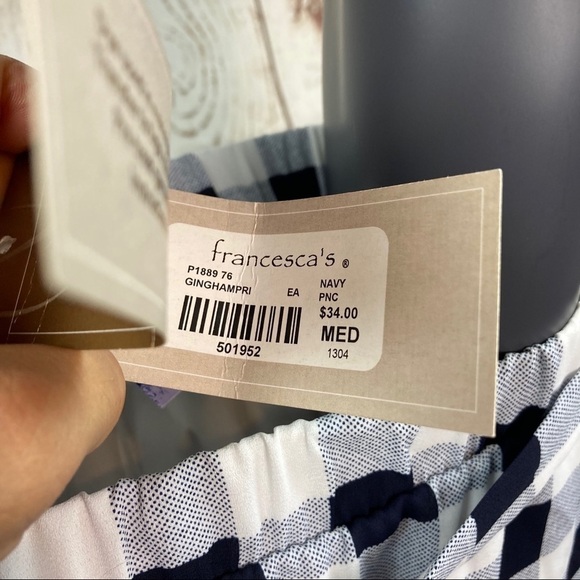 francesca's ®
P1889 76
GINGHAMPRI EA
NAVY
PNC
$34.00
MED
501952
1304